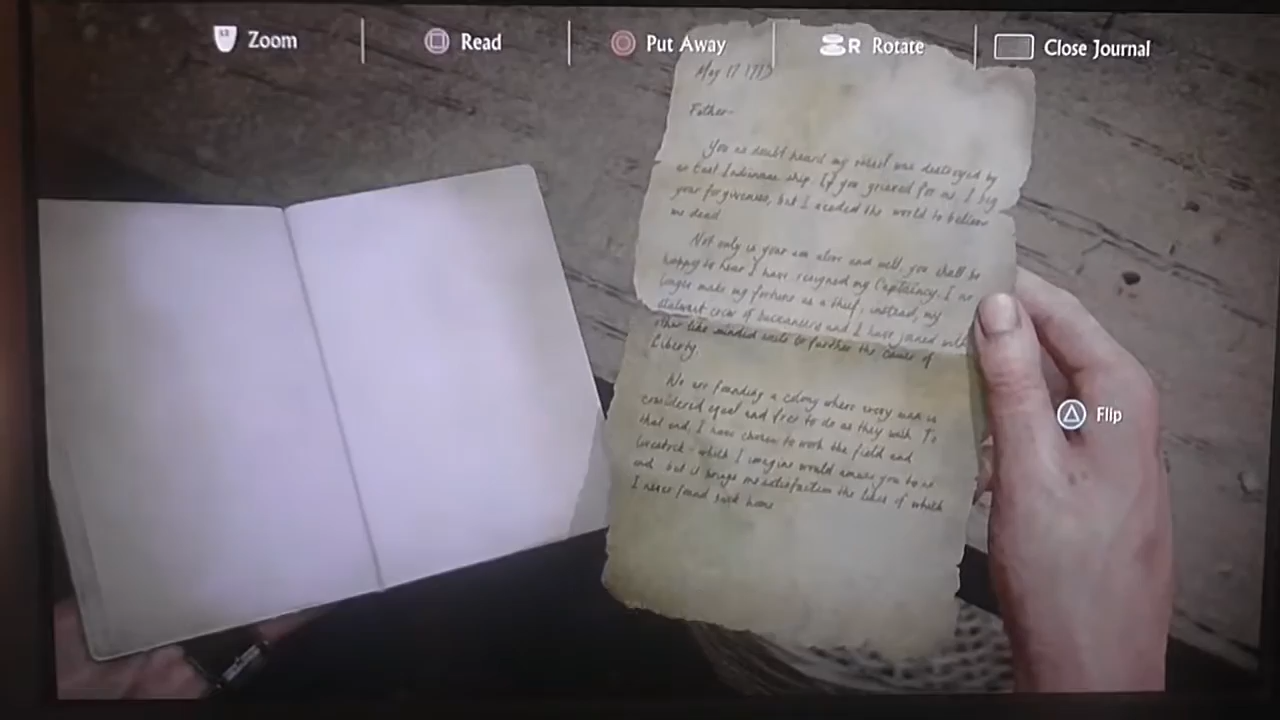 Zoom
Read
Put Away
R Rotate
Close Journal
May 17 1715
Father-
You no doubt heard my vessel was destroyed by
an East Indiaman ship. If you grieved for me, I beg
your forgiveness, but I needed the world to believe
me dead.
Not only is your son alive and well, you shall be
happy to hear I have resigned my Captaincy. I no
longer make my fortune as a thief; instead, my
stalwart crew of buccaneers and I have joined with
other like minded souls to further the cause of
Liberty.
We are founding a colony where every man is
considered equal and free to do as they wish. To
that end, I have chosen to work the field and
livestock - which I imagine would amuse you to no
end - but it brings me satisfaction the likes of which
I never found back home
Flip